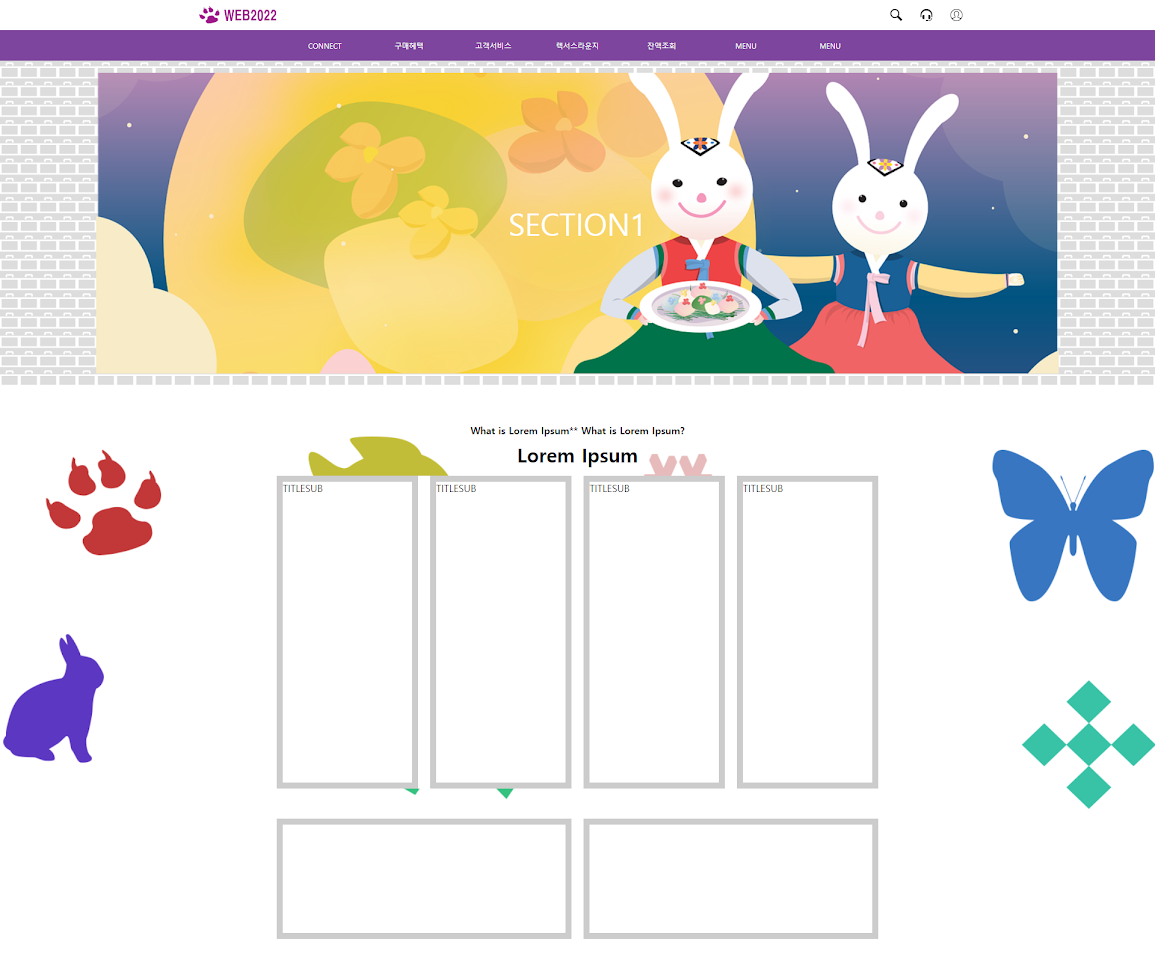 WEB2022
CONNECT 구매혜택 고객서비스 렉서스라운지 잔액조회 MENU MENU
SECTION1
What is Lorem Ipsum** What is Lorem Ipsum?
Lorem Ipsum
TITLESUB TITLESUB TITLESUB TITLESUB